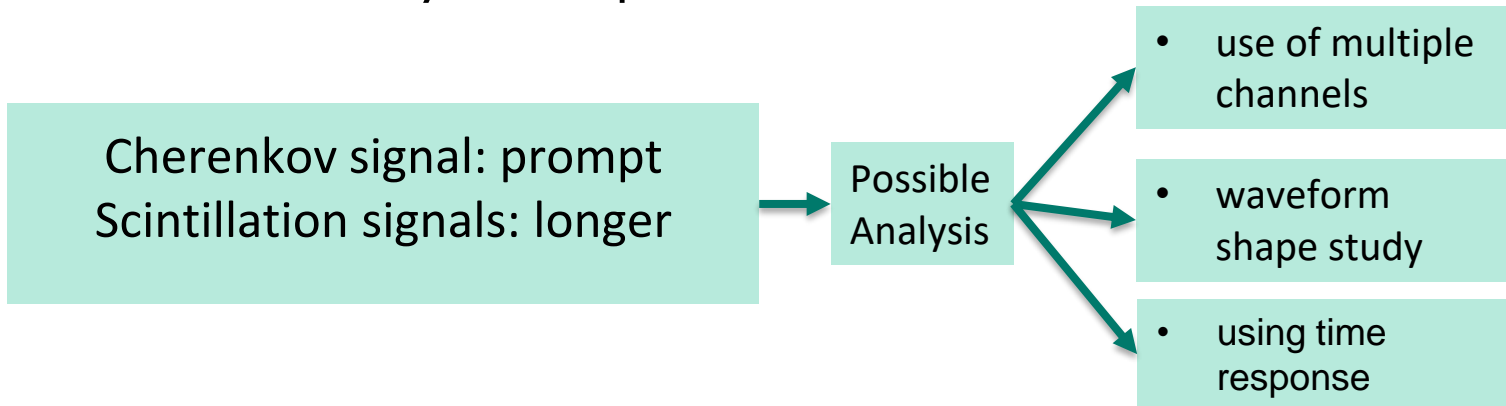 Cherenkov signal: prompt
Scintillation signals: longer
Possible
Analysis
• use of multiple
channels
• waveform
shape study
• using time
response